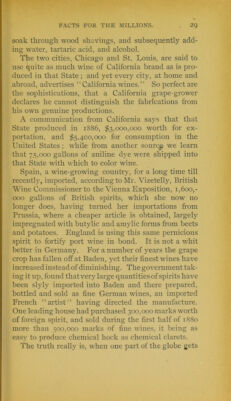 FACTS FOR THE MILLIONS. 29
soak through wood shavings, and subsequently add-
ing water, tartaric acid, and alcohol.
The two cities, Chicago and St. Louis, are said to
use quite as much wine of California brand as is pro-
duced in that State; and yet every city, at home and
abroad, advertises "California wines." So perfect are
the sophistications, that a California grape-grower
declares he cannot distinguish the fabrications from
his own genuine productions.
A communication from California says that that
State produced in 1886, $5,000,000 worth for ex-
portation, and $5,400,000 for consumption in the
United States; while from another source we learn
that 75,000 gallons of aniline dye were shipped into
that State with which to color wine.
Spain, a wine-growing country, for a long time till
recently, imported, according to Mr. Vizetelly, British
Wine Commissioner to the Vienna Exposition, 1,600,-
000 gallons of British spirits, which she now no
longer does, having turned her importations from
Prussia, where a cheaper article is obtained, largely
impregnated with butylic and amylic forms from beets
and potatoes. England is using this same pernicious
spirit to fortify port wine in bond. It is not a whit
better in Germany. For a number of years the grape
crop has fallen off at Baden, yet their finest wines have
increased instead of diminishing. The government tak-
ing it up, found that very large quantities of spirits have
been slyly imported into Baden and there prepared,
bottled and sold as fine German wines, an imported
French "artist" having directed the manufacture.
One leading house had purchased 300,000 marks worth
of foreign spirit, and sold during the first half of 1880
more than 500,000 marks of fine wines, it being as
easy to produce chemical hock as chemical clarets.
The truth really is, when one part of the globe gets